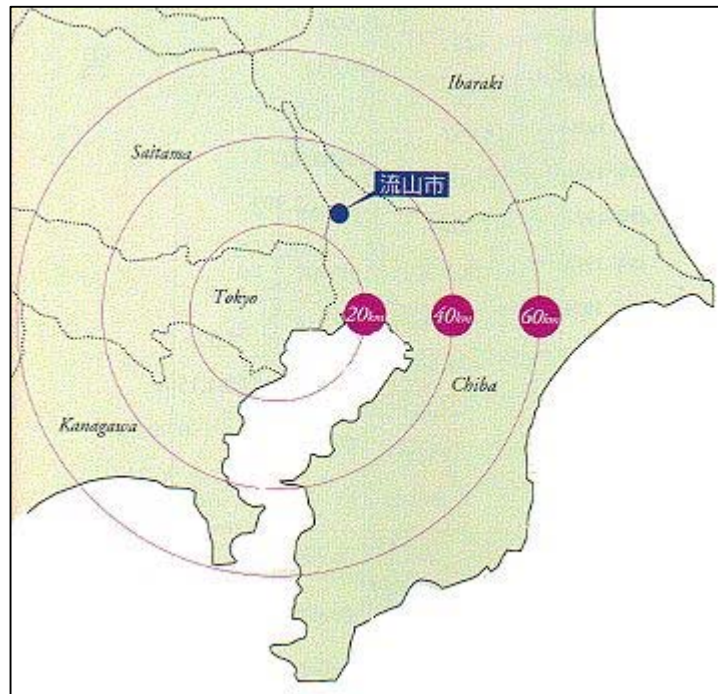 Ibaraki
Saitama
流山市
Tokyo
20km
40km
60km
Chiba
Kanagawa